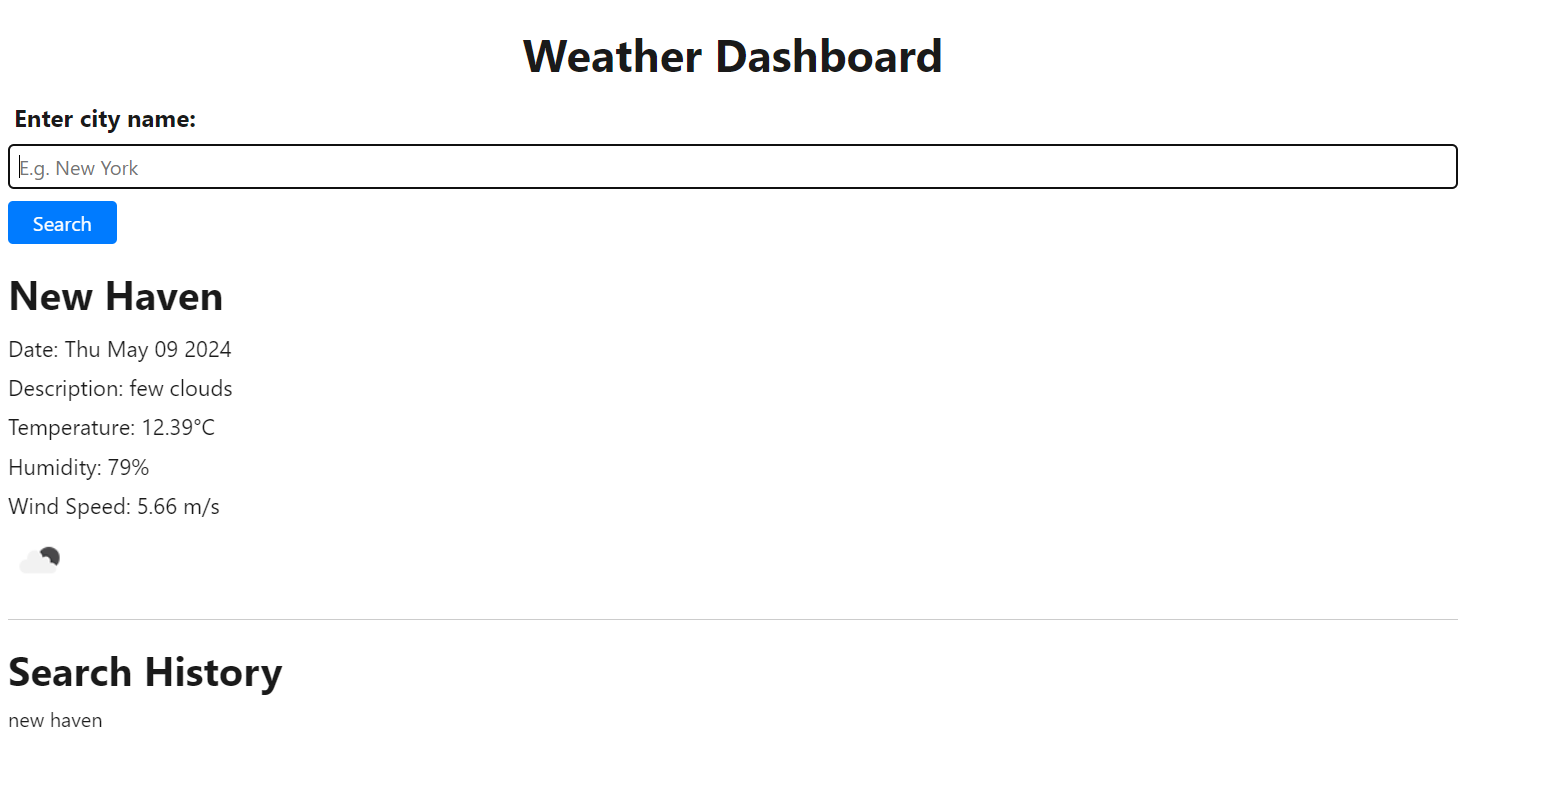 Weather Dashboard
Enter city name:
E.g. New York
Search
New Haven
Date: Thu May 09 2024
Description: few clouds
Temperature: 12.39°C
Humidity: 79%
Wind Speed: 5.66 m/s
Search History
new haven